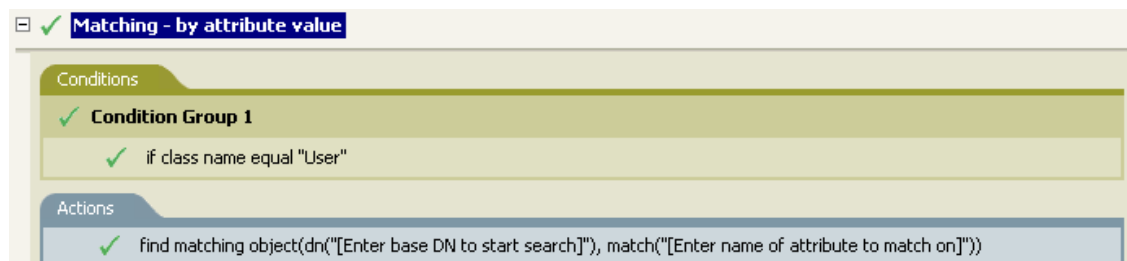 Matching - by attribute value
Conditions
Condition Group 1
if class name equal "User"
Actions
find matching object(dn("[Enter base DN to start search]"), match("[Enter name of attribute to match on]"))